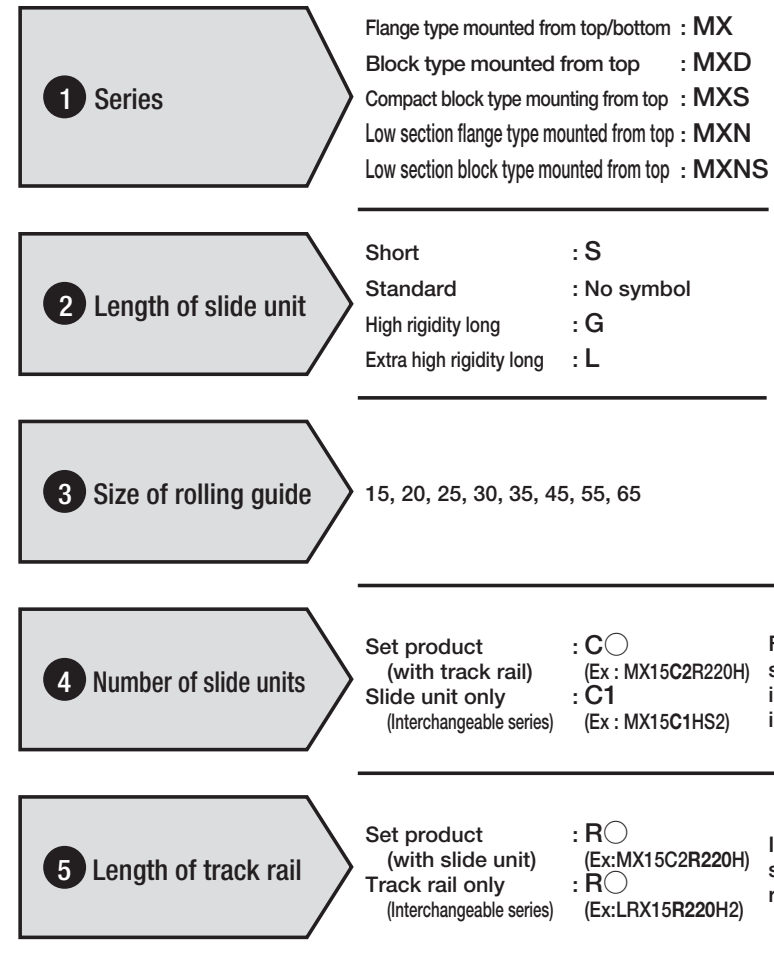 1 Series
Flange type mounted from top/bottom : MX
Block type mounted from top : MXD
Compact block type mounting from top : MXS
Low section flange type mounted from top : MXN
Low section block type mounted from top : MXNS
2 Length of slide unit
Short : S
Standard : No symbol
High rigidity long : G
Extra high rigidity long : L
3 Size of rolling guide
15, 20, 25, 30, 35, 45, 55, 65
4 Number of slide units
Set product : C○
(with track rail) (Ex : MX15C2R220H)
Slide unit only : C1
(Interchangeable series) (Ex : MX15C1HS2)
5 Length of track rail
Set product : R○
(with slide unit) (Ex:MX15C2R220H)
Track rail only : R○
(Interchangeable series) (Ex:LRX15R220H2)